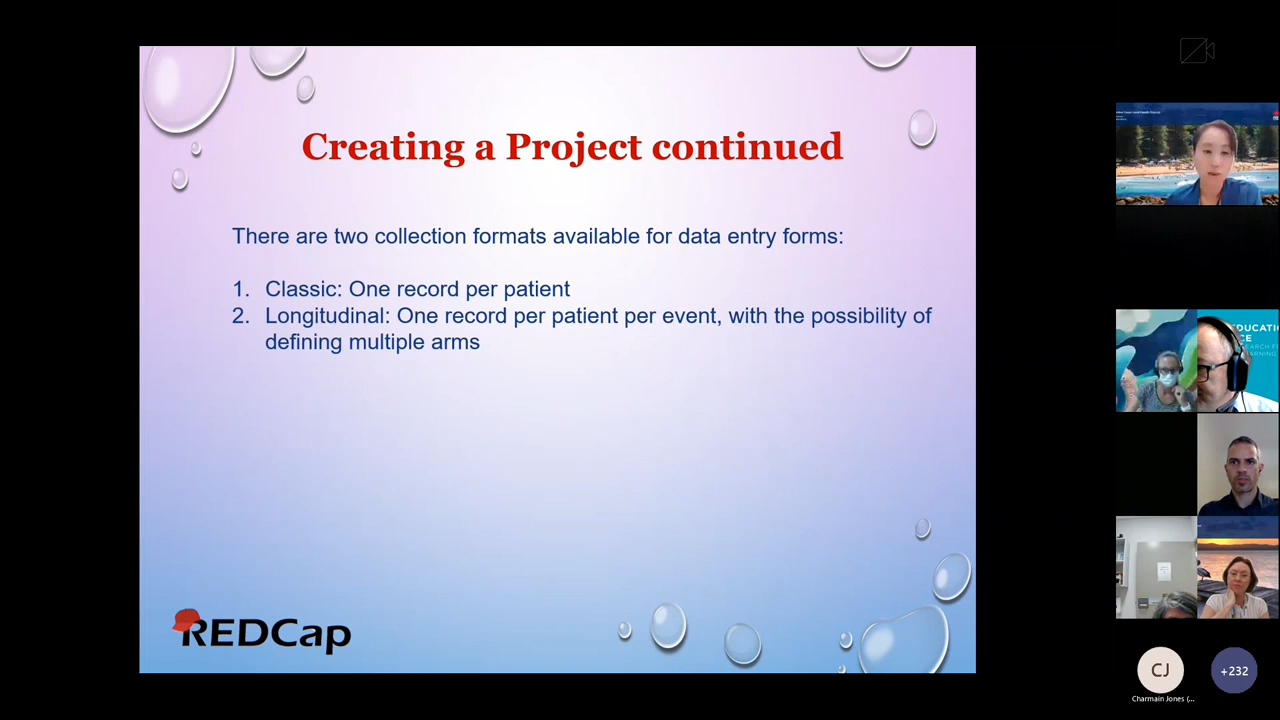 Creating a Project continued
There are two collection formats available for data entry forms:
1. Classic: One record per patient
2. Longitudinal: One record per patient per event, with the possibility of
defining multiple arms
REDCap
CJ
+232
Charmain Jones (...